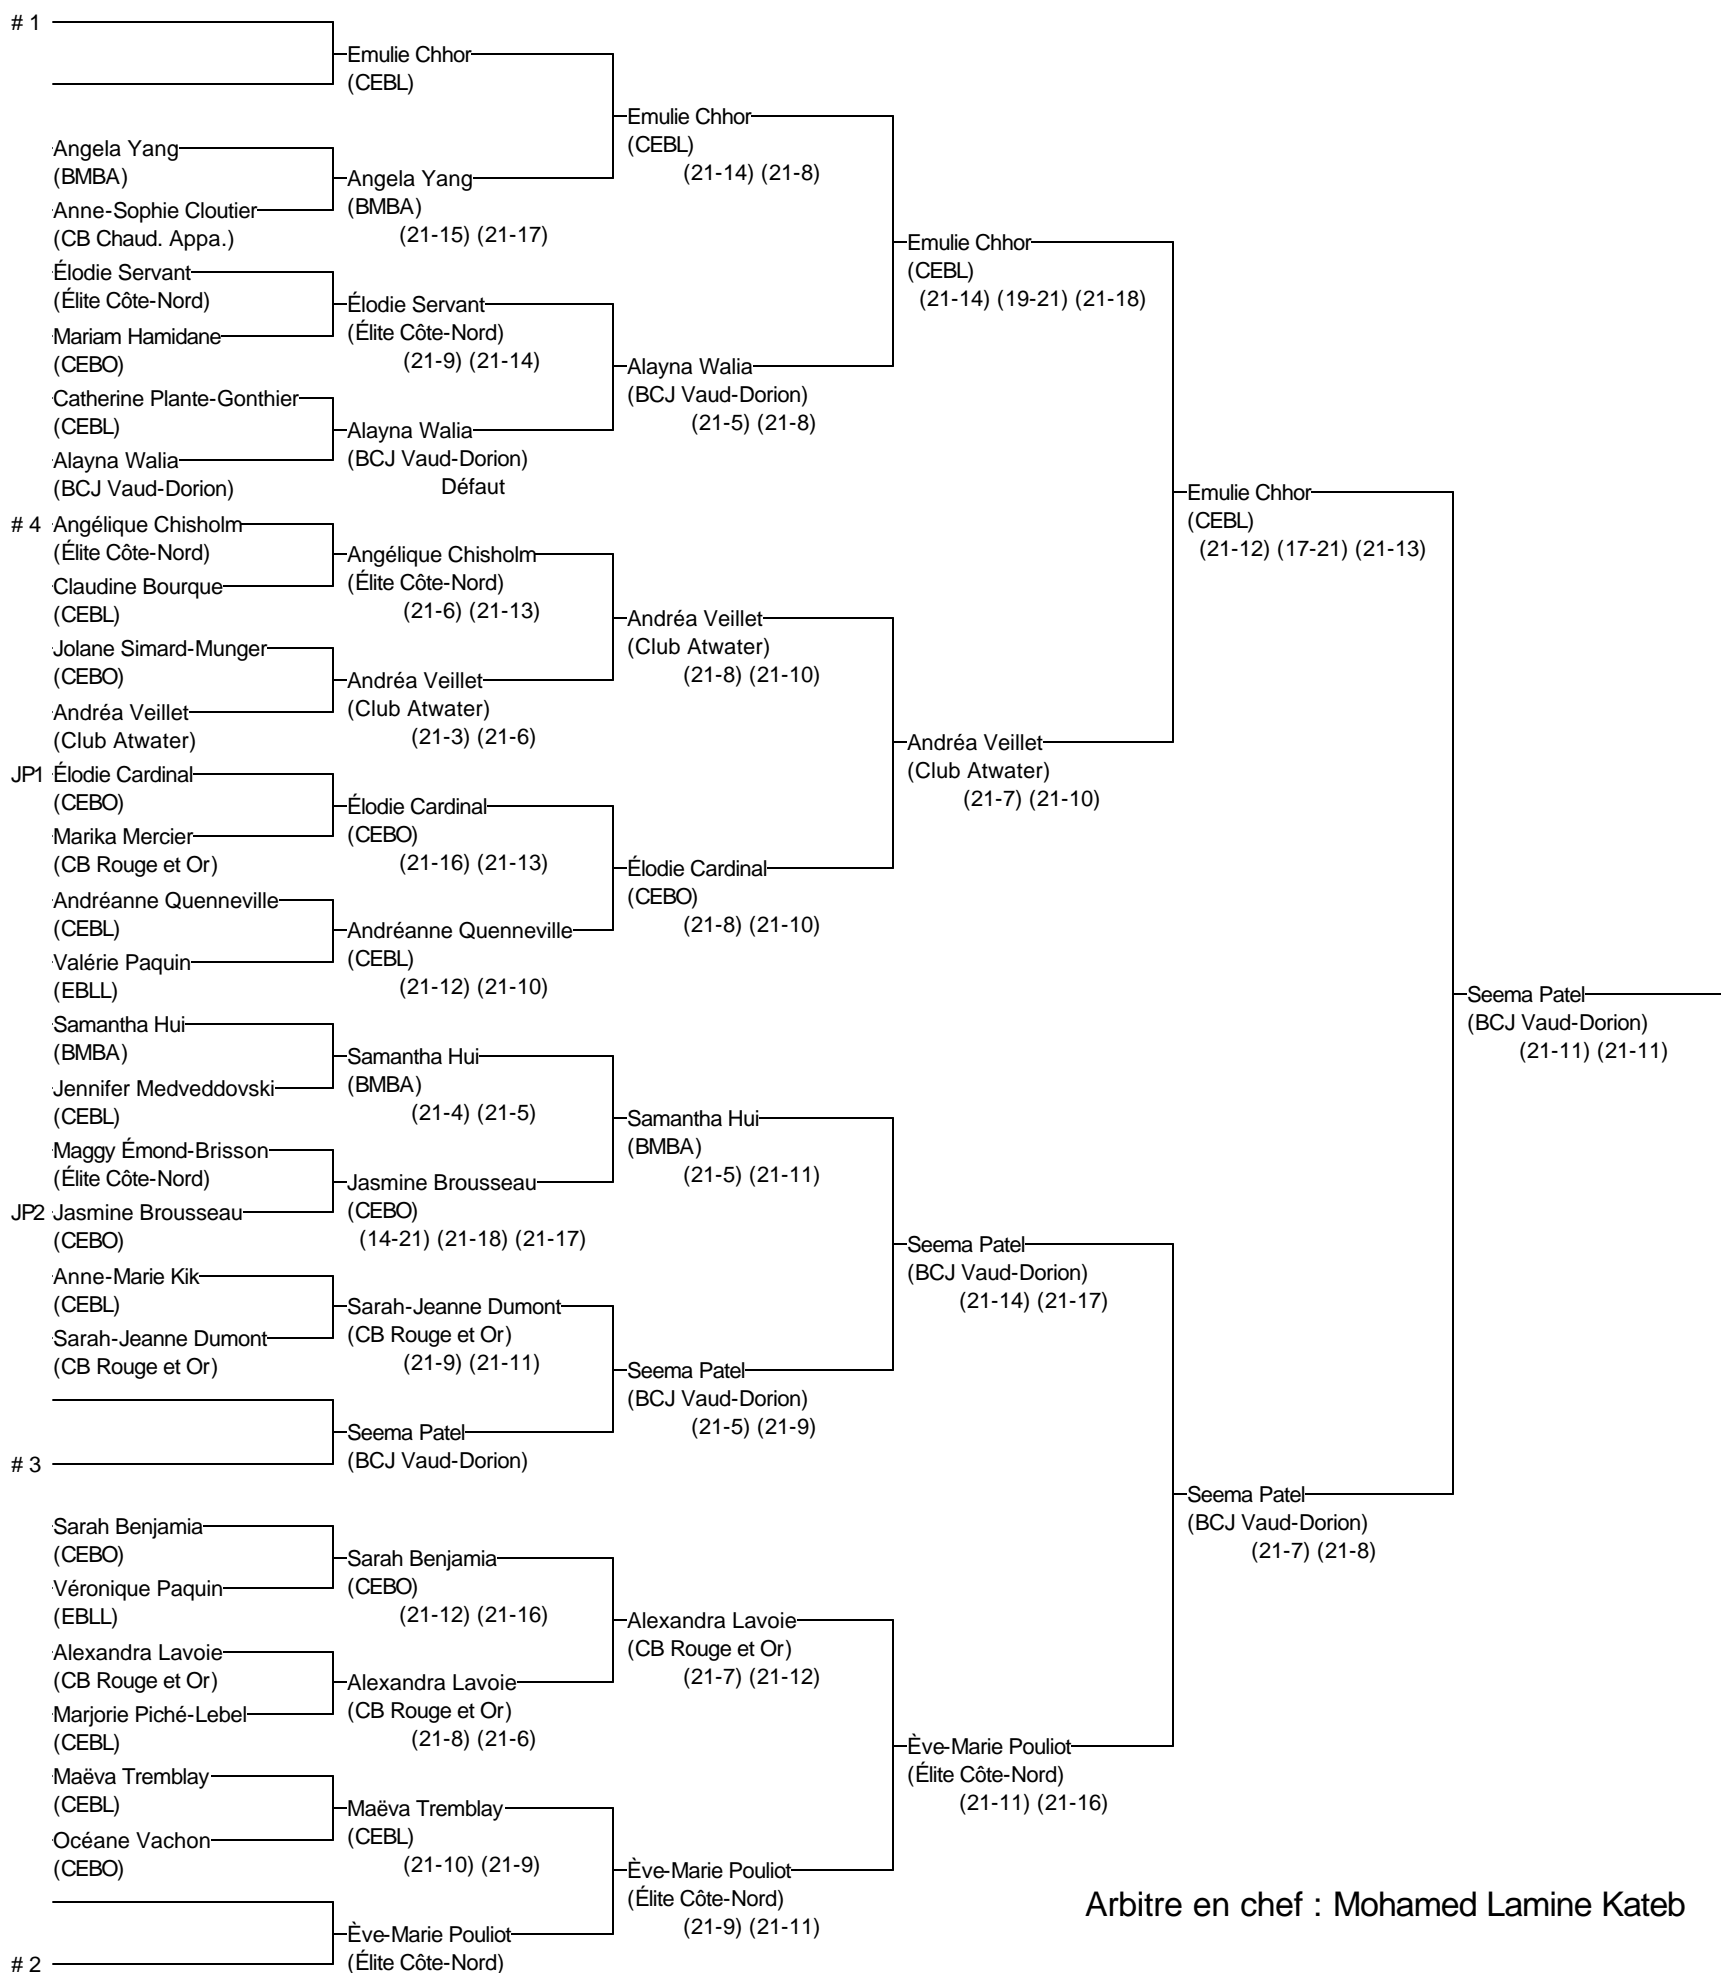 # 1
Emulie Chhor
(CEBL)
Angela Yang
(BMBA)
Anne-Sophie Cloutier
(CB Chaud. Appa.)
Angela Yang
(BMBA)
(21-15) (21-17)
Emulie Chhor
(CEBL)
(21-14) (21-8)
Élodie Servant
(Élite Côte-Nord)
Mariam Hamidane
(CEBO)
Élodie Servant
(Élite Côte-Nord)
(21-9) (21-14)
Catherine Plante-Gonthier
(CEBL)
Alayna Walia
(BCJ Vaud-Dorion)
Alayna Walia
(BCJ Vaud-Dorion)
Défaut
Alayna Walia
(BCJ Vaud-Dorion)
(21-5) (21-8)
Emulie Chhor
(CEBL)
(21-14) (19-21) (21-18)
# 4 Angélique Chisholm
(Élite Côte-Nord)
Claudine Bourque
(CEBL)
Angélique Chisholm
(Élite Côte-Nord)
(21-6) (21-13)
Jolane Simard-Munger
(CEBO)
Andréa Veillet
(Club Atwater)
Andréa Veillet
(Club Atwater)
(21-3) (21-6)
Andréa Veillet
(Club Atwater)
(21-8) (21-10)
JP1 Élodie Cardinal
(CEBO)
Marika Mercier
(CB Rouge et Or)
Élodie Cardinal
(CEBO)
(21-16) (21-13)
Andréanne Quenneville
(CEBL)
Valérie Paquin
(EBLL)
Andréanne Quenneville
(CEBL)
(21-12) (21-10)
Élodie Cardinal
(CEBO)
(21-8) (21-10)
Andréa Veillet
(Club Atwater)
(21-7) (21-10)
Emulie Chhor
(CEBL)
(21-12) (17-21) (21-13)
Samantha Hui
(BMBA)
Jennifer Medveddovski
(CEBL)
Samantha Hui
(BMBA)
(21-4) (21-5)
Maggy Émond-Brisson
(Élite Côte-Nord)
JP2 Jasmine Brousseau
(CEBO)
Jasmine Brousseau
(CEBO)
(14-21) (21-18) (21-17)
Samantha Hui
(BMBA)
(21-5) (21-11)
Anne-Marie Kik
(CEBL)
Sarah-Jeanne Dumont
(CB Rouge et Or)
Sarah-Jeanne Dumont
(CB Rouge et Or)
(21-9) (21-11)
# 3
Seema Patel
(BCJ Vaud-Dorion)
Seema Patel
(BCJ Vaud-Dorion)
(21-5) (21-9)
Seema Patel
(BCJ Vaud-Dorion)
(21-14) (21-17)
Sarah Benjamia
(CEBO)
Véronique Paquin
(EBLL)
Sarah Benjamia
(CEBO)
(21-12) (21-16)
Alexandra Lavoie
(CB Rouge et Or)
Marjorie Piché-Lebel
(CEBL)
Alexandra Lavoie
(CB Rouge et Or)
(21-8) (21-6)
Alexandra Lavoie
(CB Rouge et Or)
(21-7) (21-12)
Maëva Tremblay
(CEBL)
Océane Vachon
(CEBO)
Maëva Tremblay
(CEBL)
(21-10) (21-9)
# 2
Ève-Marie Pouliot
(Élite Côte-Nord)
Ève-Marie Pouliot
(Élite Côte-Nord)
(21-9) (21-11)
Ève-Marie Pouliot
(Élite Côte-Nord)
(21-11) (21-16)
Seema Patel
(BCJ Vaud-Dorion)
(21-7) (21-8)
Seema Patel
(BCJ Vaud-Dorion)
(21-11) (21-11)
Arbitre en chef : Mohamed Lamine Kateb